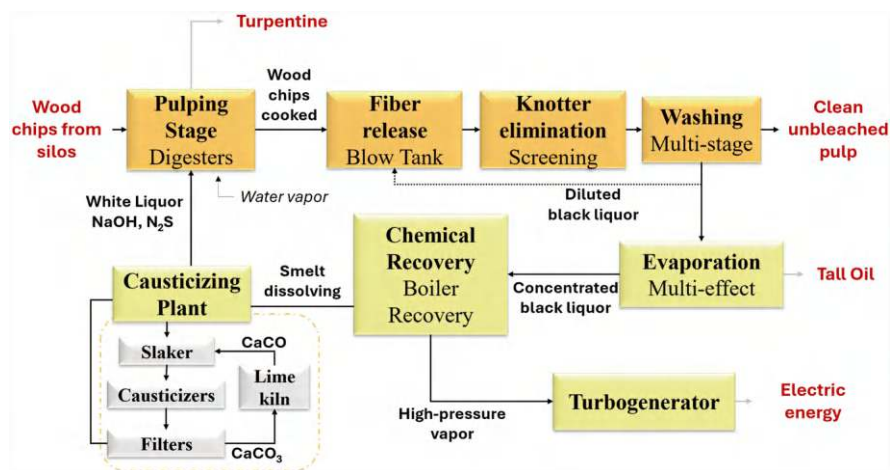 Turpentine
Wood
chips from
silos
Pulping
Stage
Digesters
Wood
chips
cooked
Fiber
release
Blow Tank
Knotter
elimination
Screening
Washing
Multi-stage
Clean
unbleached
pulp
White Liquor
NaOH, N₂S
Water vapor
Diluted
black liquor
Causticizing
Plant
Smelt
dissolving
Chemical
Recovery
Boiler
Recovery
Concentrated
black liquor
Evaporation
Multi-effect
Tall Oil
Slaker
CaCO
Lime
kiln
Causticizers
Filters
CaCO₃
High-pressure
vapor
Turbogenerator
Electric
energy